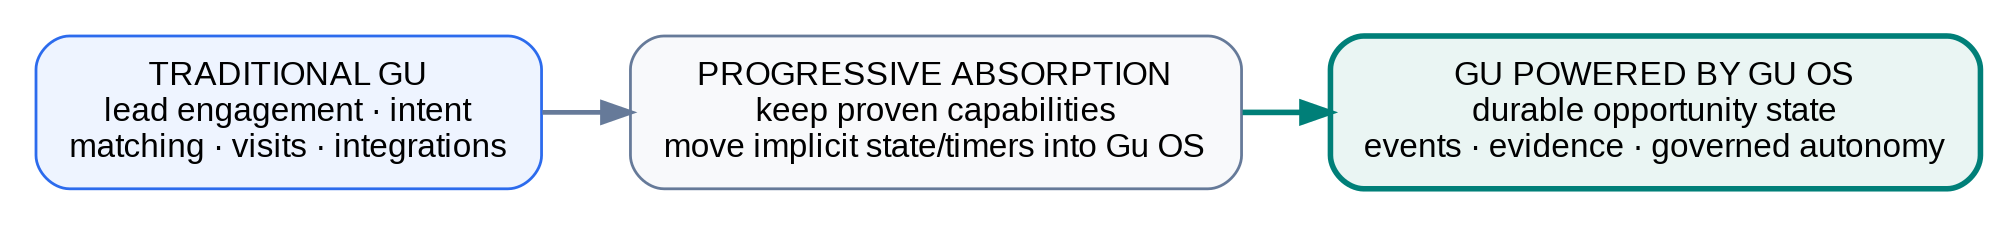 TRADITIONAL GU
lead engagement · intent
matching · visits · integrations
PROGRESSIVE ABSORPTION
keep proven capabilities
move implicit state/timers into Gu OS
GU POWERED BY GU OS
durable opportunity state
events · evidence · governed autonomy